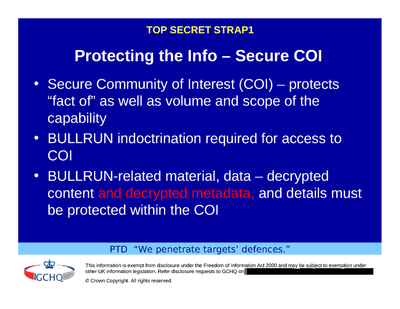 TOP SECRET STRAP1
Protecting the Info – Secure COI
• Secure Community of Interest (COI) – protects
“fact of” as well as volume and scope of the
capability
• BULLRUN indoctrination required for access to
COI
• BULLRUN-related material, data – decrypted
content and decrypted metadata, and details must
be protected within the COI
PTD “We penetrate targets’ defences.”
GCHQ
This information is exempt from disclosure under the Freedom of Information Act 2000 and may be subject to exemption under
other UK information legislation. Refer disclosure requests to GCHQ on
© Crown Copyright. All rights reserved.